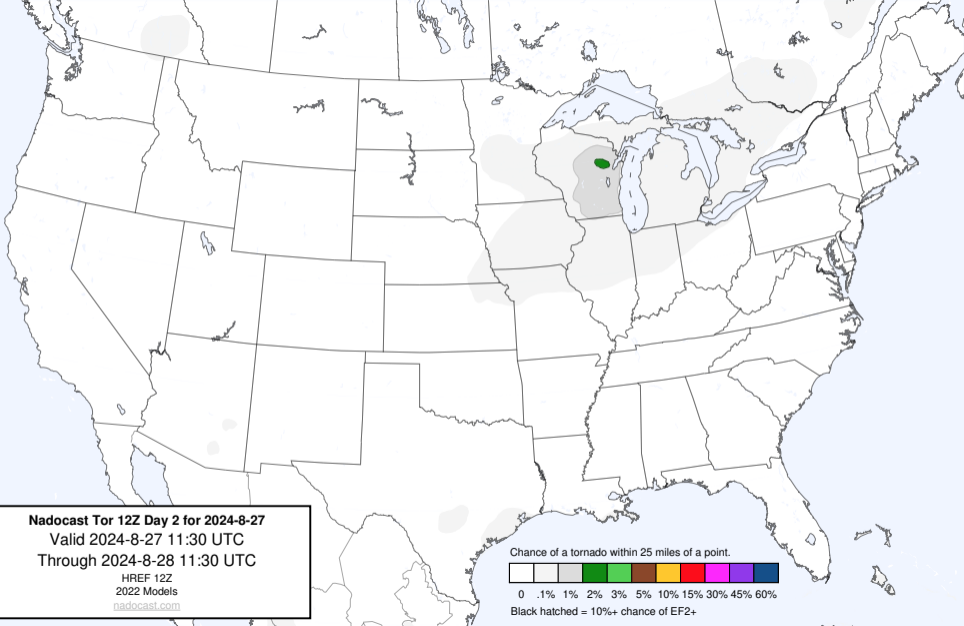 Nadocast Tor 12Z Day 2 for 2024-8-27
Valid 2024-8-27 11:30 UTC
Through 2024-8-28 11:30 UTC
HREF 12Z
2022 Models
nadocast.com
Chance of a tornado within 25 miles of a point.
0 .1% 1% 2% 3% 5% 10% 15% 30% 45% 60%
Black hatched = 10%+ chance of EF2+